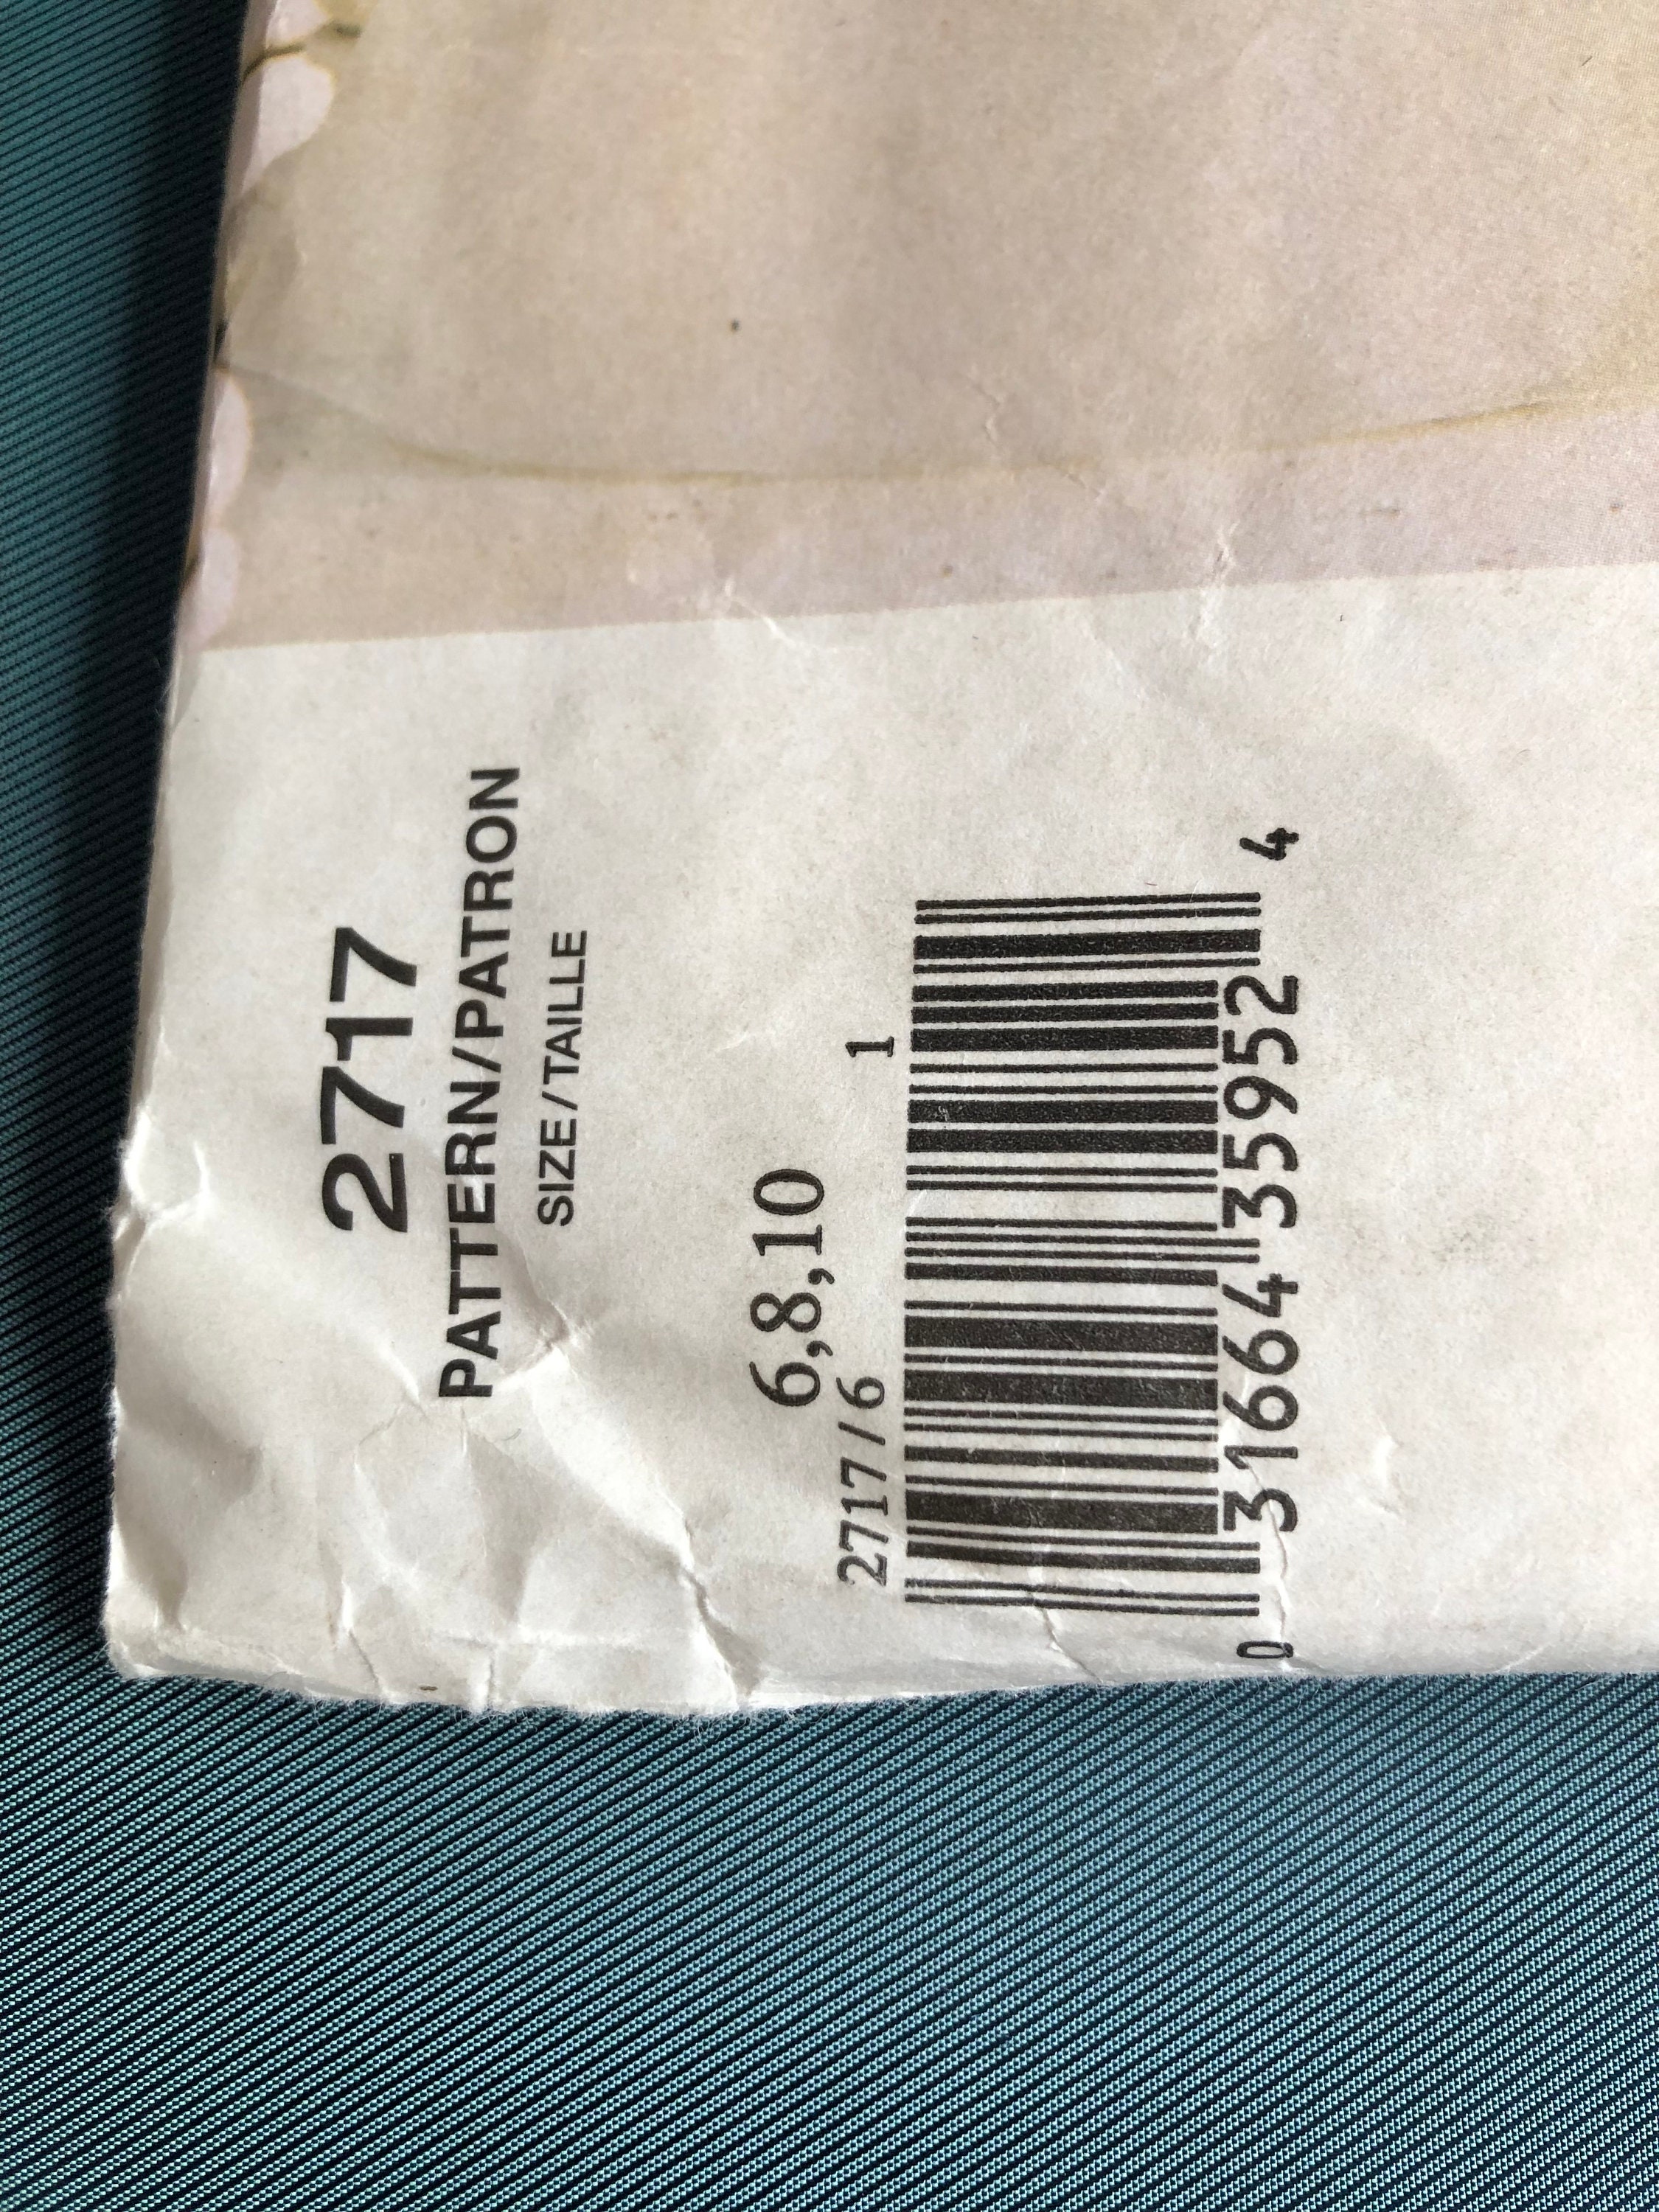 2717
PATTERN/PATRON
SIZE/TAILLE
6,8,10
2717/6 1
0 31664 35952 4